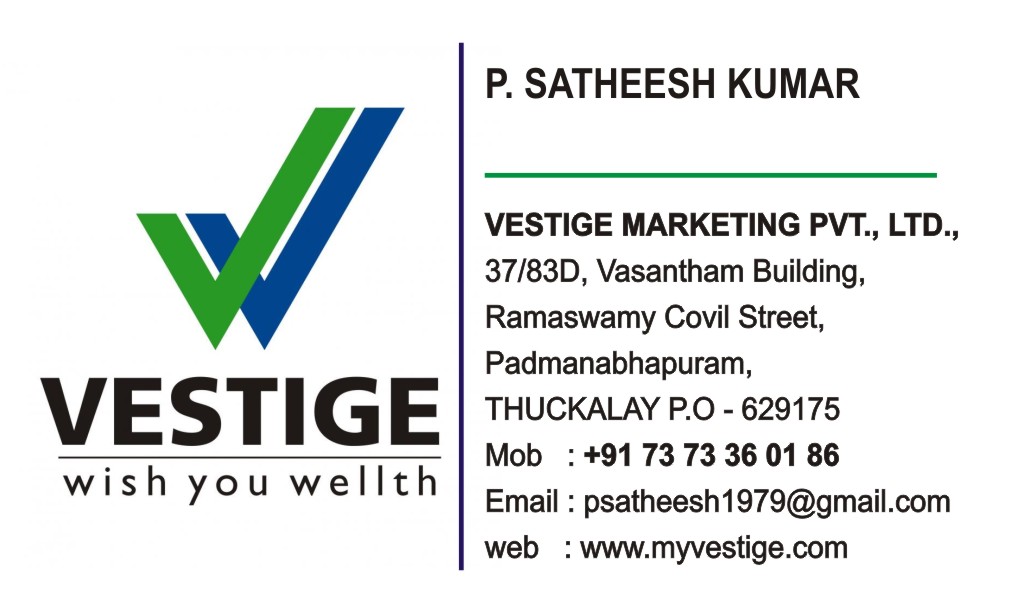 VESTIGE
wish you wellth
P. SATHEESH KUMAR
VESTIGE MARKETING PVT., LTD.,
37/83D, Vasantham Building,
Ramaswamy Covil Street,
Padmanabhapuram,
THUCKALAY P.O - 629175
Mob : +91 73 73 36 01 86
Email : psatheesh1979@gmail.com
web : www.myvestige.com